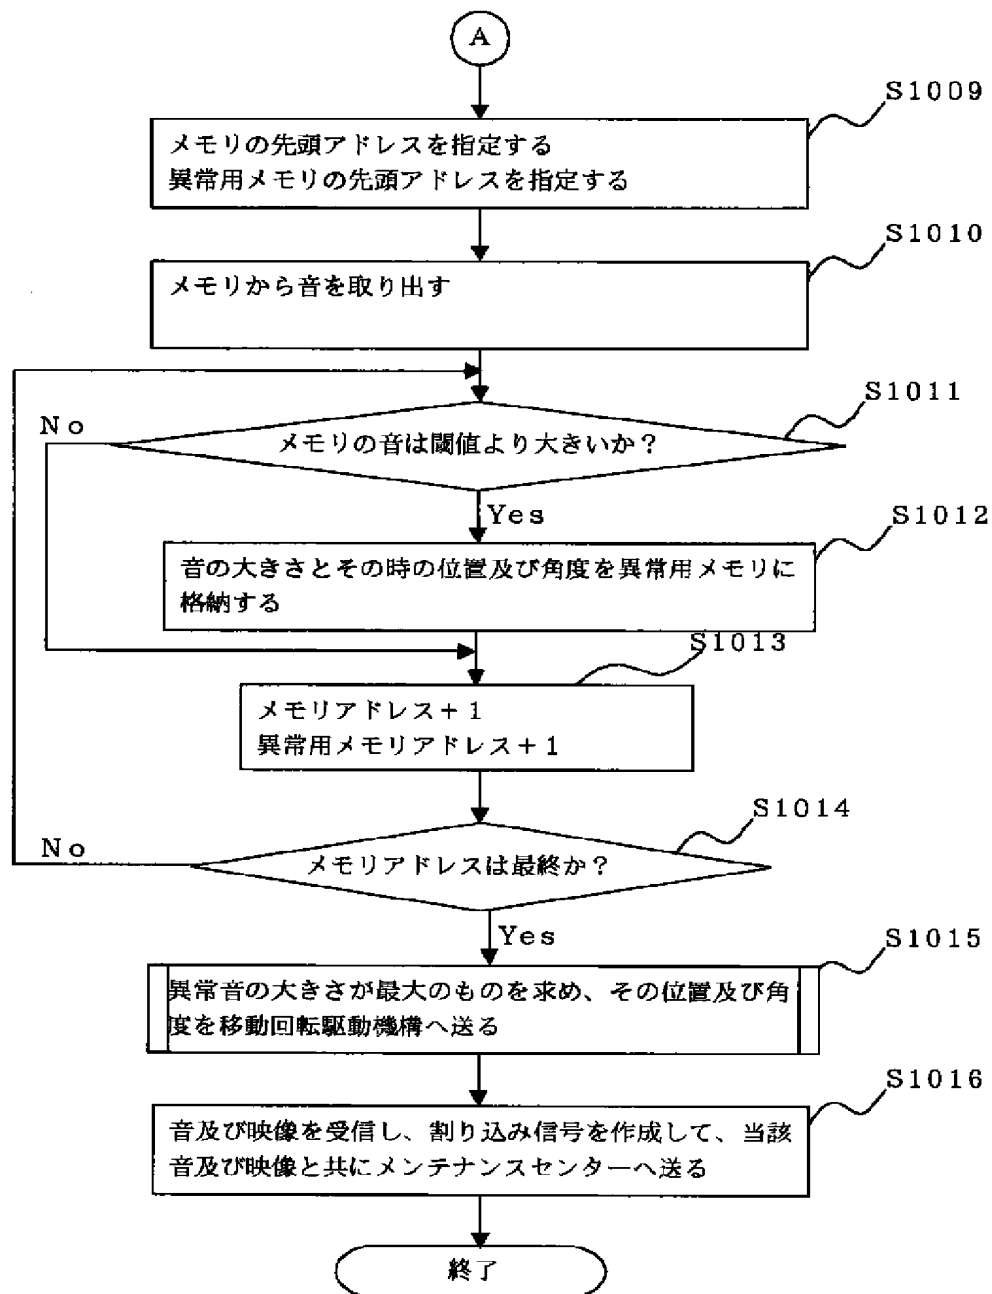 A
S1009
メモリの先頭アドレスを指定する
異常用メモリの先頭アドレスを指定する
S1010
メモリから音を取り出す
S1011
No
メモリの音は閾値より大きいか？
Yes
S1012
音の大きさとその時の位置及び角度を異常用メモリに
格納する
S1013
メモリアドレス＋１
異常用メモリアドレス＋１
S1014
No
メモリアドレスは最終か？
Yes
S1015
異常音の大きさが最大のものを求め、その位置及び角
度を移動回転駆動機構へ送る
S1016
音及び映像を受信し、割り込み信号を作成して、当該
音及び映像と共にメンテナンスセンターへ送る
終了